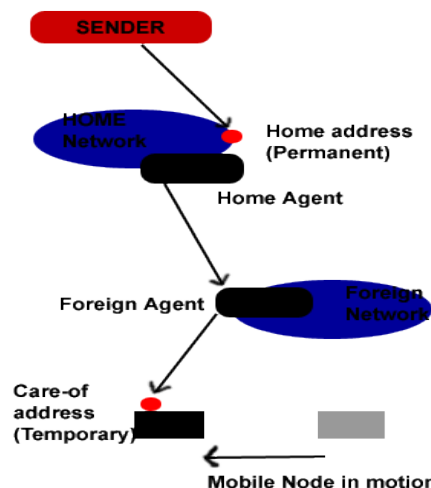 SENDER
HOME
Network
Home address
(Permanent)
Home Agent
Foreign Agent
Foreign
Network
Care-of
address
(Temporary)
Mobile Node in motion